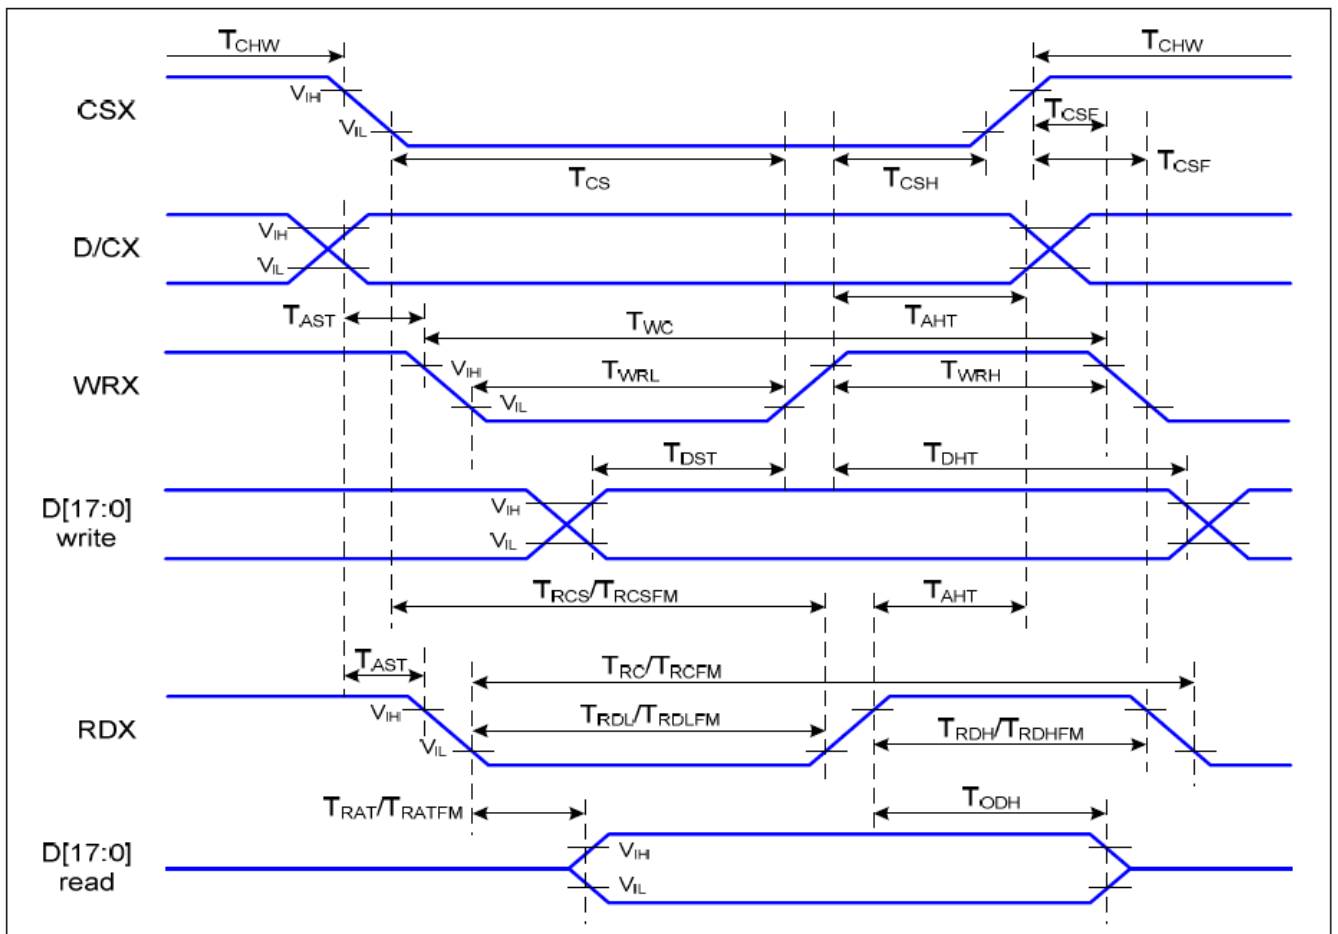 TCHW TCHW
VIH
CSX
TCSE
VIL
TCS TCSH TCSF
VIH
D/CX
VIL
TAST TWC TAHT
VIH
WRX TWRL TWRH
VIL
TDST TDHT
D[17:0]
write
VIH
VIL
TRCS/TRCSFM TAHT
TAST TRC/TRCFM
VIH
RDX TRDL/TRDLFM TRDH/TRDHFM
VIL
TRAT/TRATFM TODH
D[17:0]
read
VIH
VIL